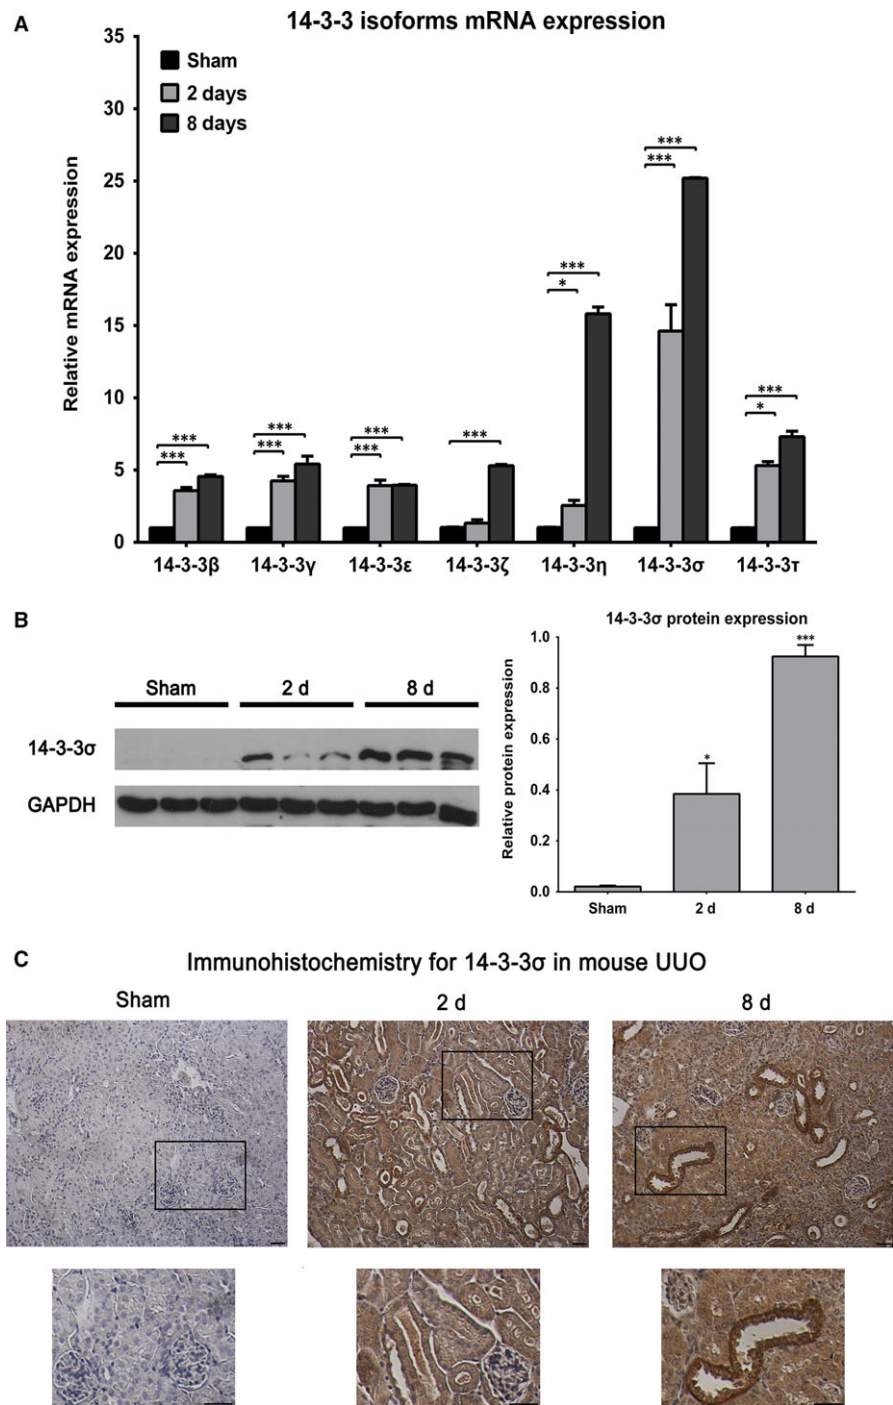 A
14-3-3 isoforms mRNA expression
Relative mRNA expression
35
30
25
20
15
10
5
0
Sham
2 days
8 days
***
***
***
***
***
***
***
***
*
***
***
***
*
14-3-3β
14-3-3γ
14-3-3ε
14-3-3ζ
14-3-3η
14-3-3σ
14-3-3τ
B
Sham
2 d
8 d
14-3-3σ
GAPDH
14-3-3σ protein expression
Relative protein expression
1.0
0.8
0.6
0.4
0.2
0.0
*
***
Sham
2 d
8 d
C
Immunohistochemistry for 14-3-3σ in mouse UUO
Sham
2 d
8 d